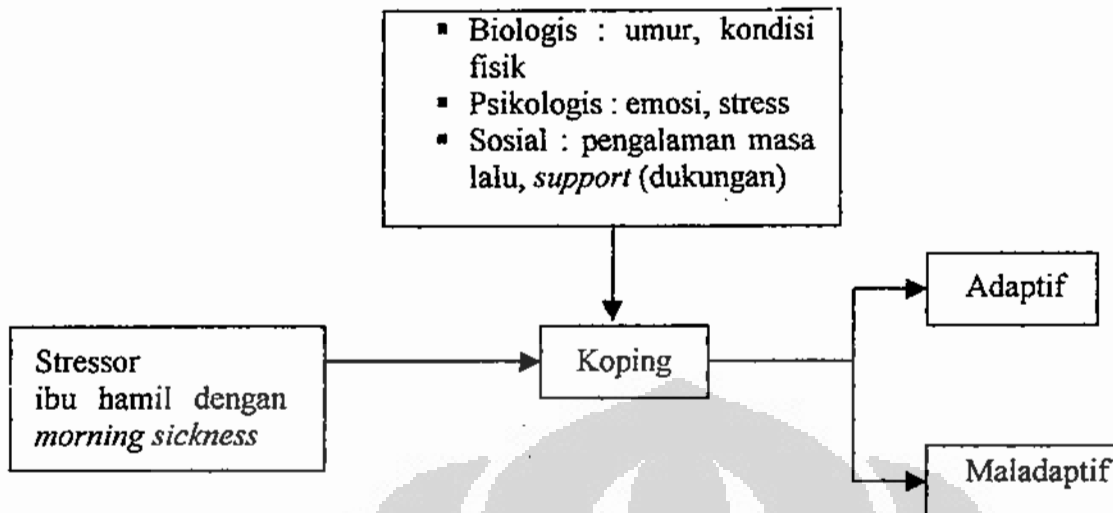 ▪ Biologis : umur, kondisi
fisik
▪ Psikologis : emosi, stress
▪ Sosial : pengalaman masa
lalu, support (dukungan)
Adaptif
Stressor
ibu hamil dengan
morning sickness
Koping
Maladaptif